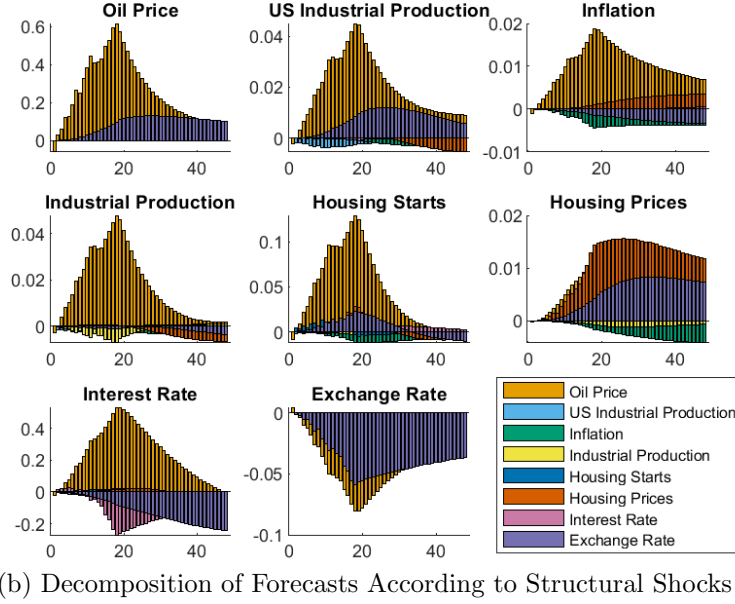 Oil Price
US Industrial Production
Inflation
0.6
0.4
0.2
0
0 20 40
0.04
0.02
0
0 20 40
0.02
0.01
0
-0.01
0 20 40
Industrial Production
Housing Starts
Housing Prices
0.04
0.02
0
0 20 40
0.1
0.05
0
0 20 40
0.02
0.01
0
0 20 40
Interest Rate
Exchange Rate
0.4
0.2
0
-0.2
0 20 40
0
-0.05
-0.1
0 20 40
Oil Price
US Industrial Production
Inflation
Industrial Production
Housing Starts
Housing Prices
Interest Rate
Exchange Rate
(b) Decomposition of Forecasts According to Structural Shocks